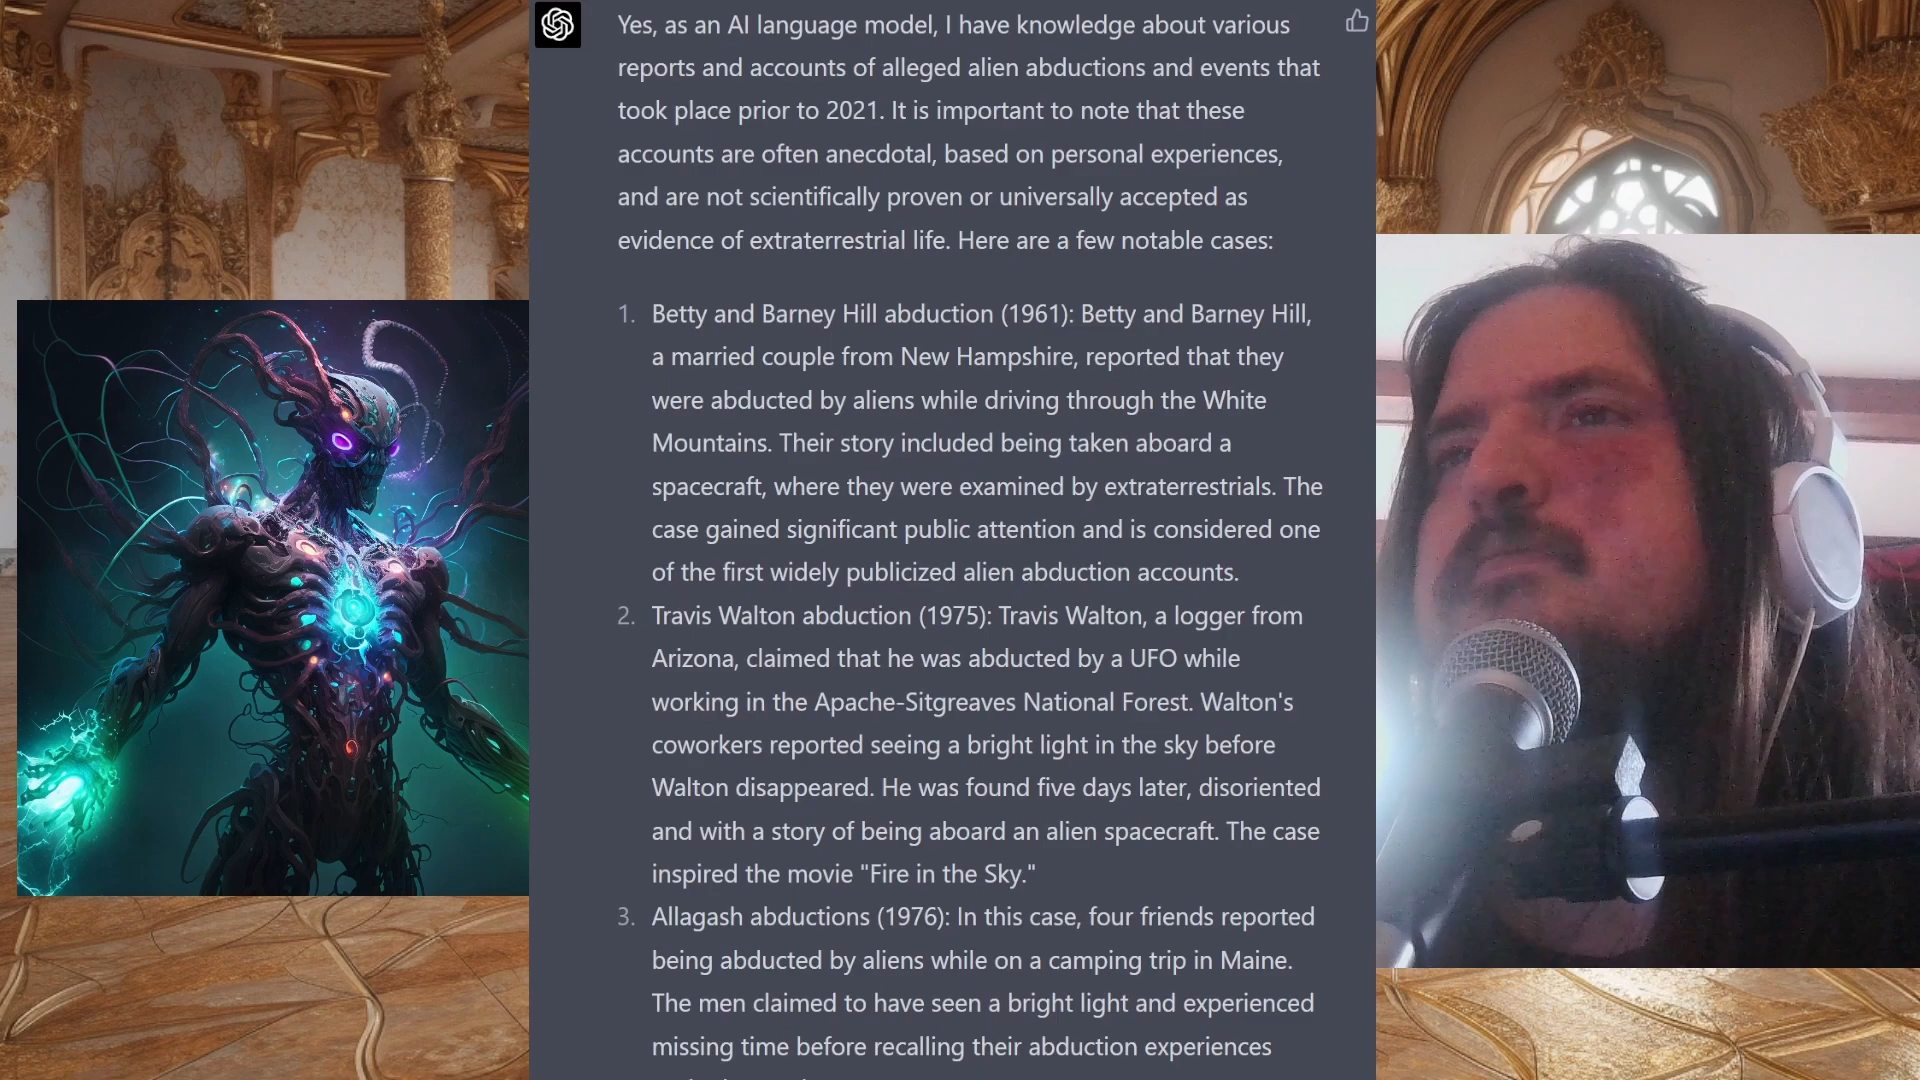 Yes, as an AI language model, I have knowledge about various
reports and accounts of alleged alien abductions and events that
took place prior to 2021. It is important to note that these
accounts are often anecdotal, based on personal experiences,
and are not scientifically proven or universally accepted as
evidence of extraterrestrial life. Here are a few notable cases:
1. Betty and Barney Hill abduction (1961): Betty and Barney Hill,
a married couple from New Hampshire, reported that they
were abducted by aliens while driving through the White
Mountains. Their story included being taken aboard a
spacecraft, where they were examined by extraterrestrials. The
case gained significant public attention and is considered one
of the first widely publicized alien abduction accounts.
2. Travis Walton abduction (1975): Travis Walton, a logger from
Arizona, claimed that he was abducted by a UFO while
working in the Apache-Sitgreaves National Forest. Walton's
coworkers reported seeing a bright light in the sky before
Walton disappeared. He was found five days later, disoriented
and with a story of being aboard an alien spacecraft. The case
inspired the movie "Fire in the Sky."
3. Allagash abductions (1976): In this case, four friends reported
being abducted by aliens while on a camping trip in Maine.
The men claimed to have seen a bright light and experienced
missing time before recalling their abduction experiences